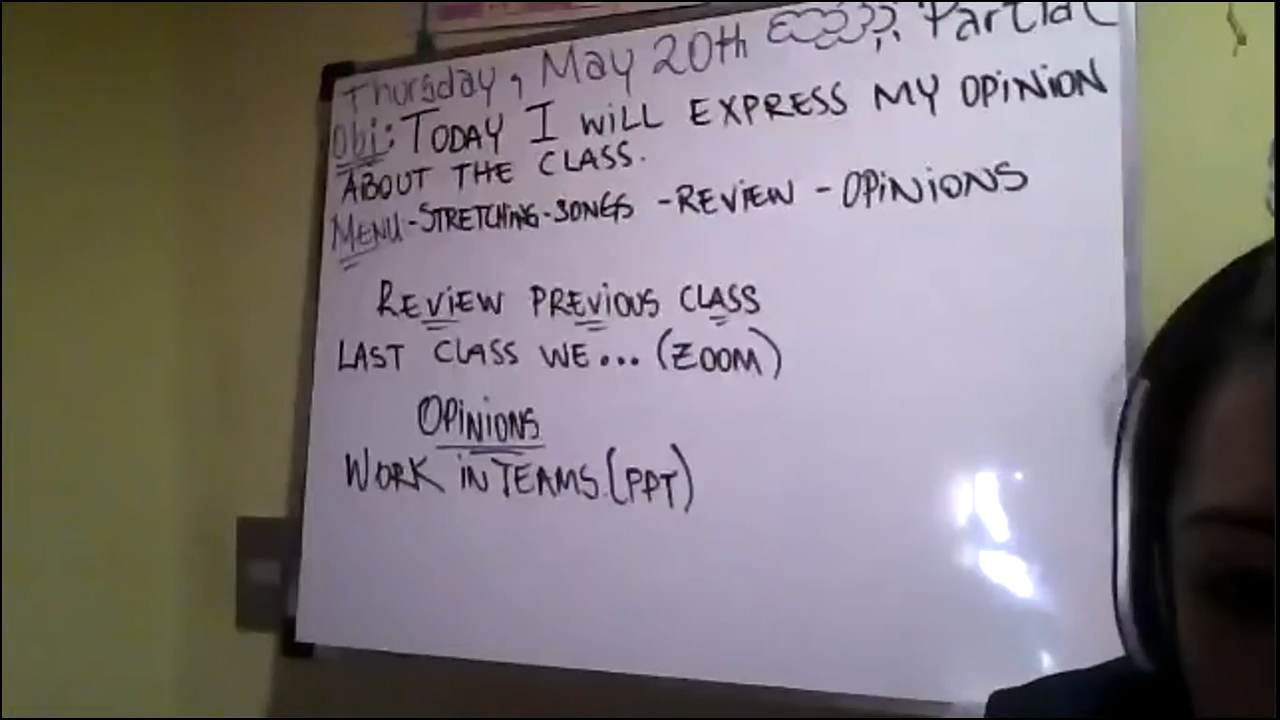 Thursday, May 20th Partial
Obj: TODAY I WILL EXPRESS MY OPINION
ABOUT THE CLASS.
MENU - STRETCHING - SONGS - REVIEW - OPINIONS
REVIEW PREVIOUS CLASS
LAST CLASS WE... (ZOOM)
OPINIONS
WORK IN TEAMS. (PPT)